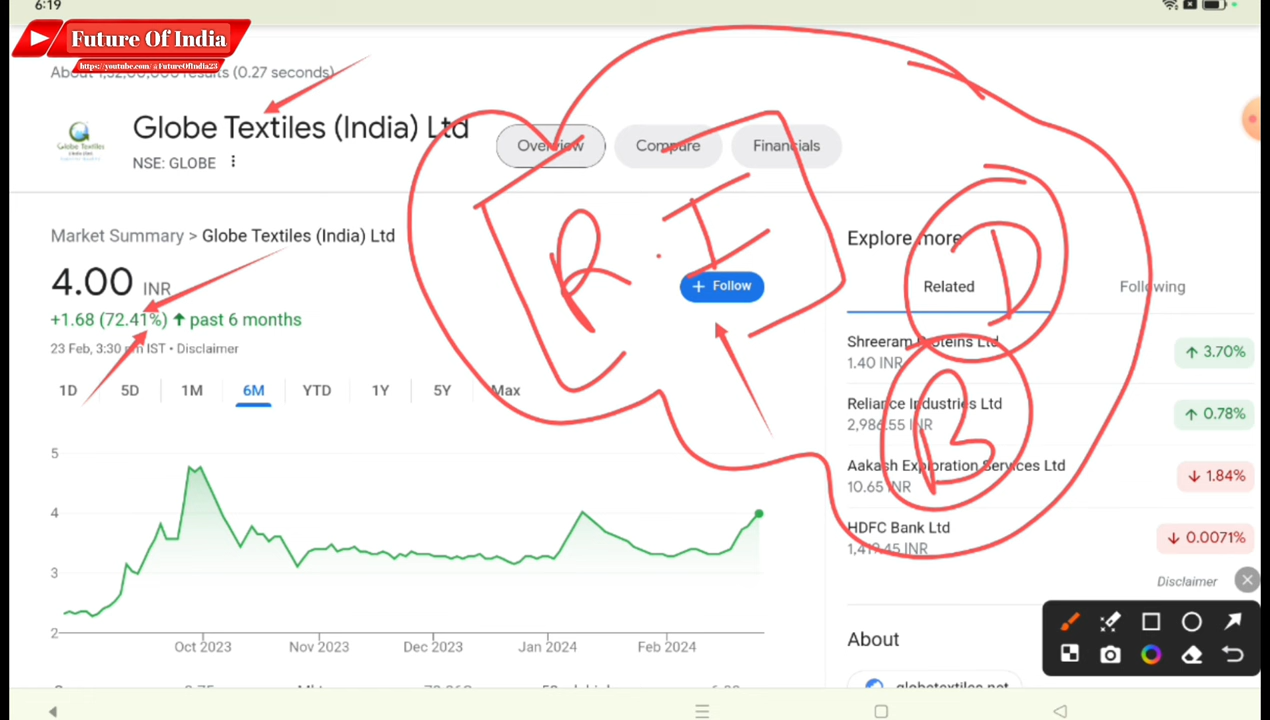 6:19
Future Of India
https://youtube.com/@FutureOfIndia23
results (0.27 seconds)
Globe Textiles (India) Ltd
NSE: GLOBE
Overview
Compare
Financials
Globe Textiles
Market Summary > Globe Textiles (India) Ltd
4.00 INR
+1.68 (72.41%) ↑ past 6 months
23 Feb, 3:30 pm IST • Disclaimer
1D 5D 1M 6M YTD 1Y 5Y Max
5
4
3
2
Oct 2023 Nov 2023 Dec 2023 Jan 2024 Feb 2024
R. I
+ Follow
D
B
Explore more
Related
Following
Shreeram Proteins Ltd
1.40 INR
↑ 3.70%
Reliance Industries Ltd
2,986.55 INR
↑ 0.78%
Aakash Exploration Services Ltd
10.65 INR
↓ 1.84%
HDFC Bank Ltd
1,419.45 INR
↓ 0.0071%
Disclaimer
About
globetextiles.net